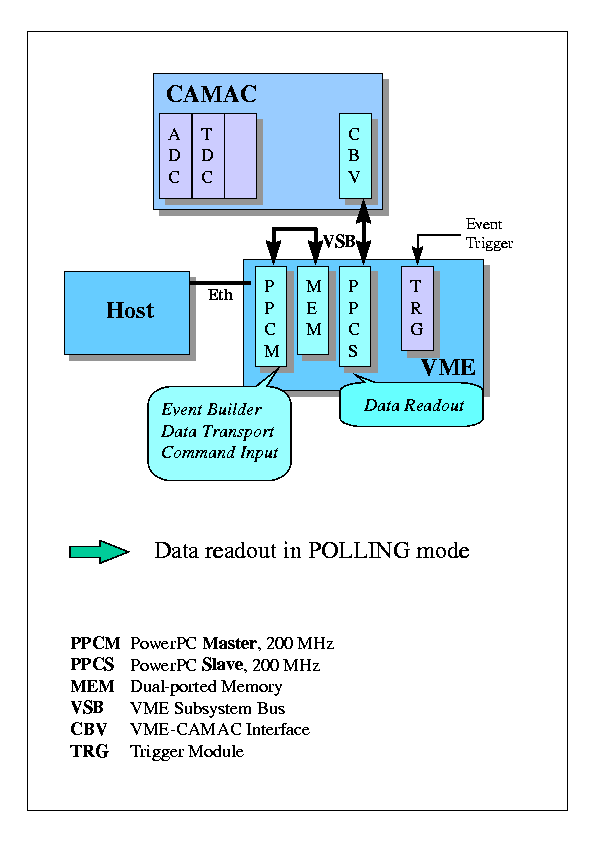 CAMAC
ADC
TDC
CBV
VSB
Event
Trigger
Eth
Host
PPCM
MEM
PPCS
TRG
VME
Event Builder
Data Transport
Command Input
Data Readout
Data readout in POLLING mode
PPCM PowerPC Master, 200 MHz
PPCS PowerPC Slave, 200 MHz
MEM Dual-ported Memory
VSB VME Subsystem Bus
CBV VME-CAMAC Interface
TRG Trigger Module